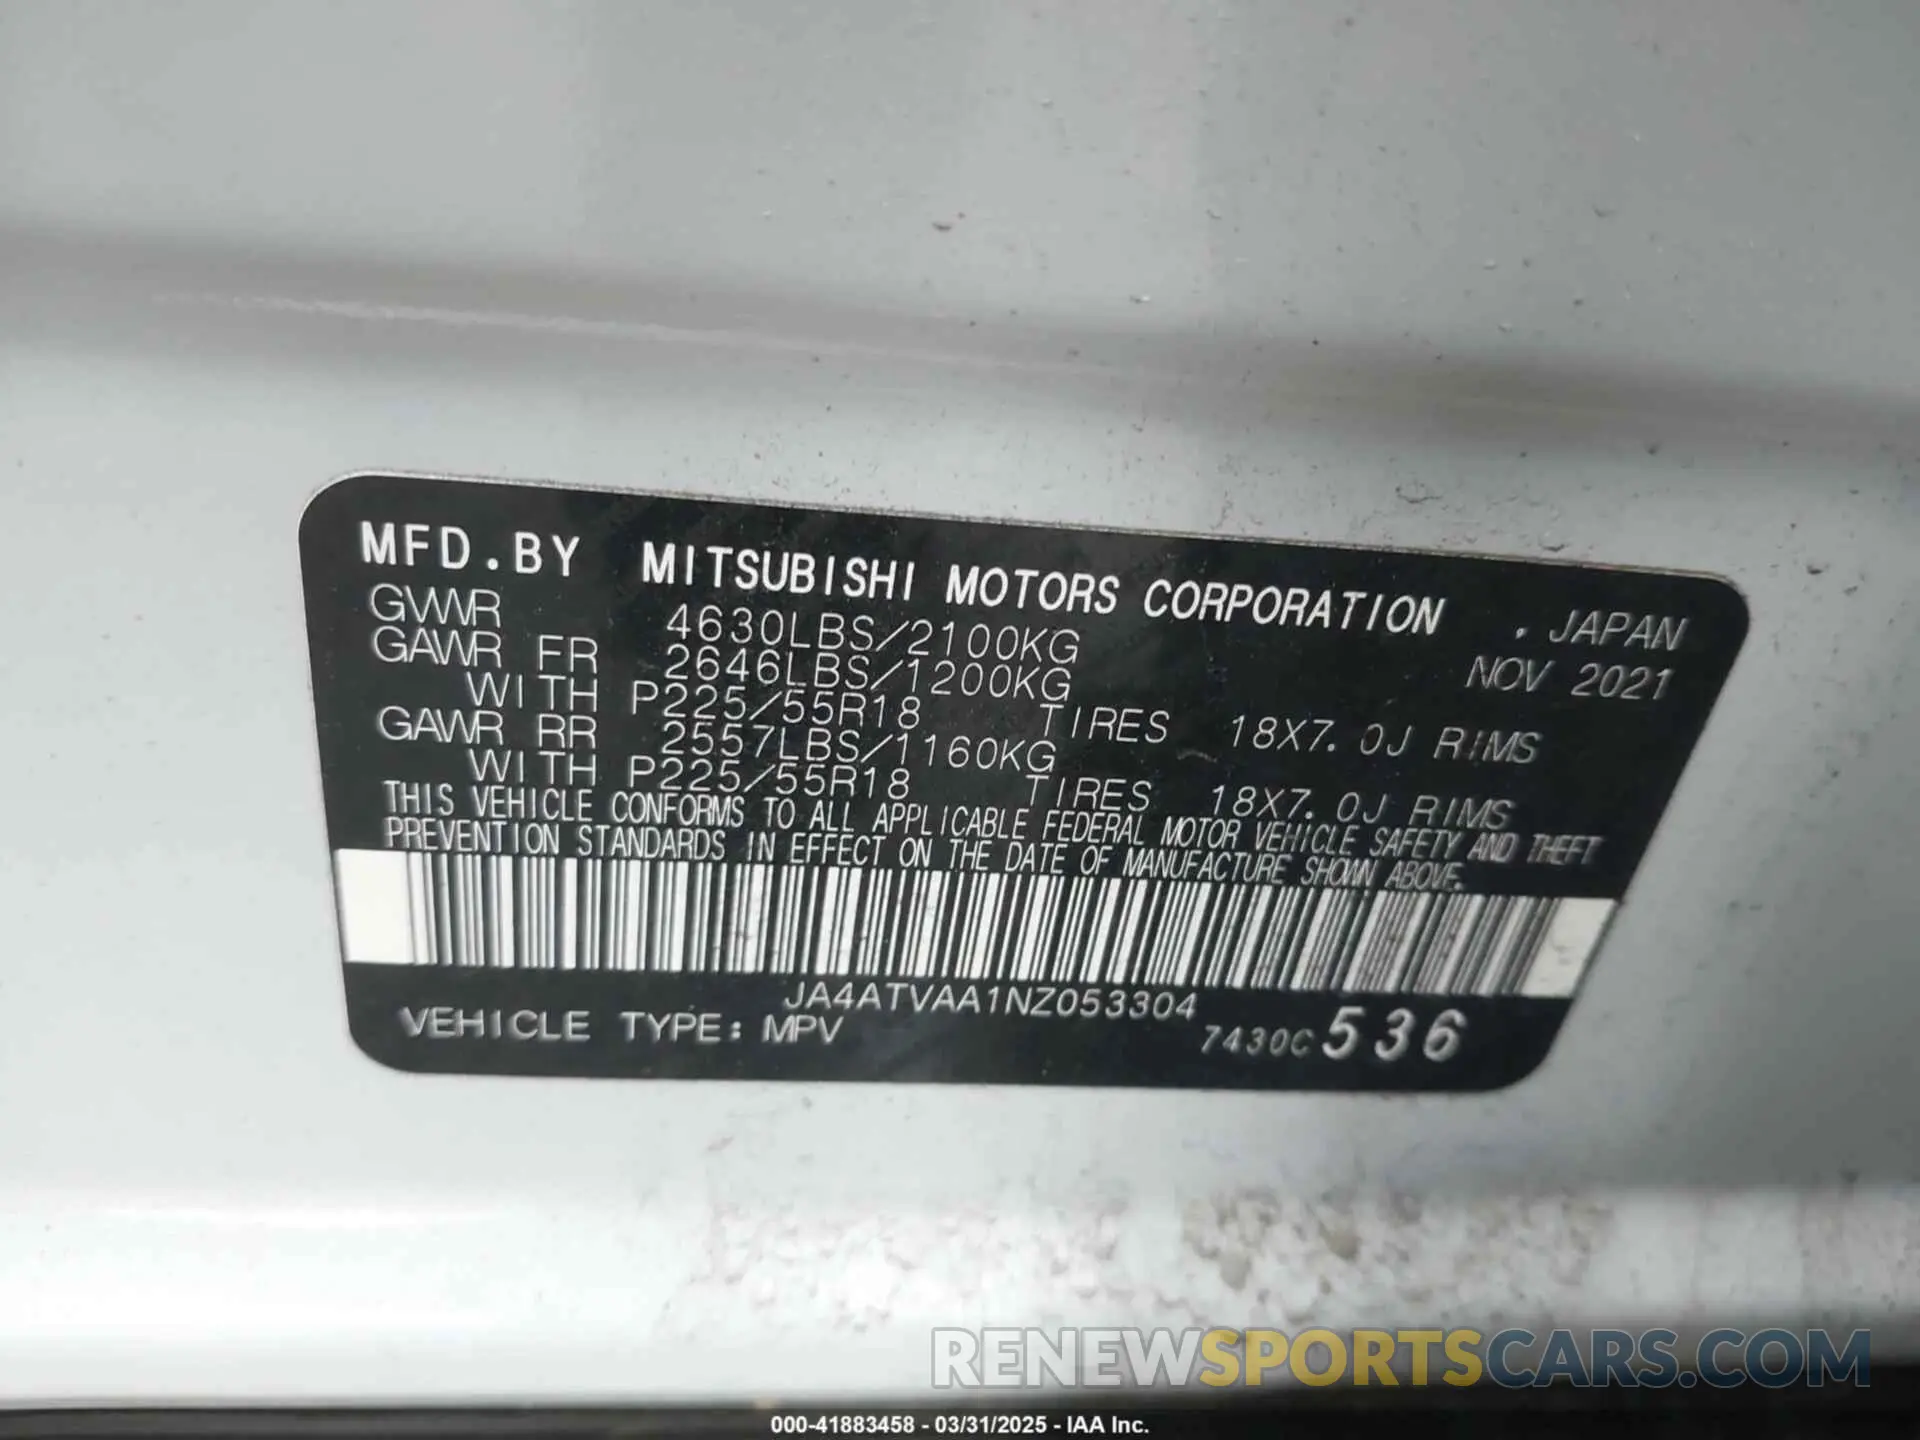 MFD.BY MITSUBISHI MOTORS CORPORATION , JAPAN
GVWR 4630LBS/2100KG NOV 2021
GAWR FR 2646LBS/1200KG
WITH P225/55R18 TIRES 18X7.0J RIMS
GAWR RR 2557LBS/1160KG
WITH P225/55R18 TIRES 18X7.0J RIMS
THIS VEHICLE CONFORMS TO ALL APPLICABLE FEDERAL MOTOR VEHICLE SAFETY AND THEFT
PREVENTION STANDARDS IN EFFECT ON THE DATE OF MANUFACTURE SHOWN ABOVE.
JA4ATVAA1NZ053304
VEHICLE TYPE: MPV 7430C536
RENEWSPORTSCARS.COM
000-41883458 - 03/31/2025 - IAA Inc.